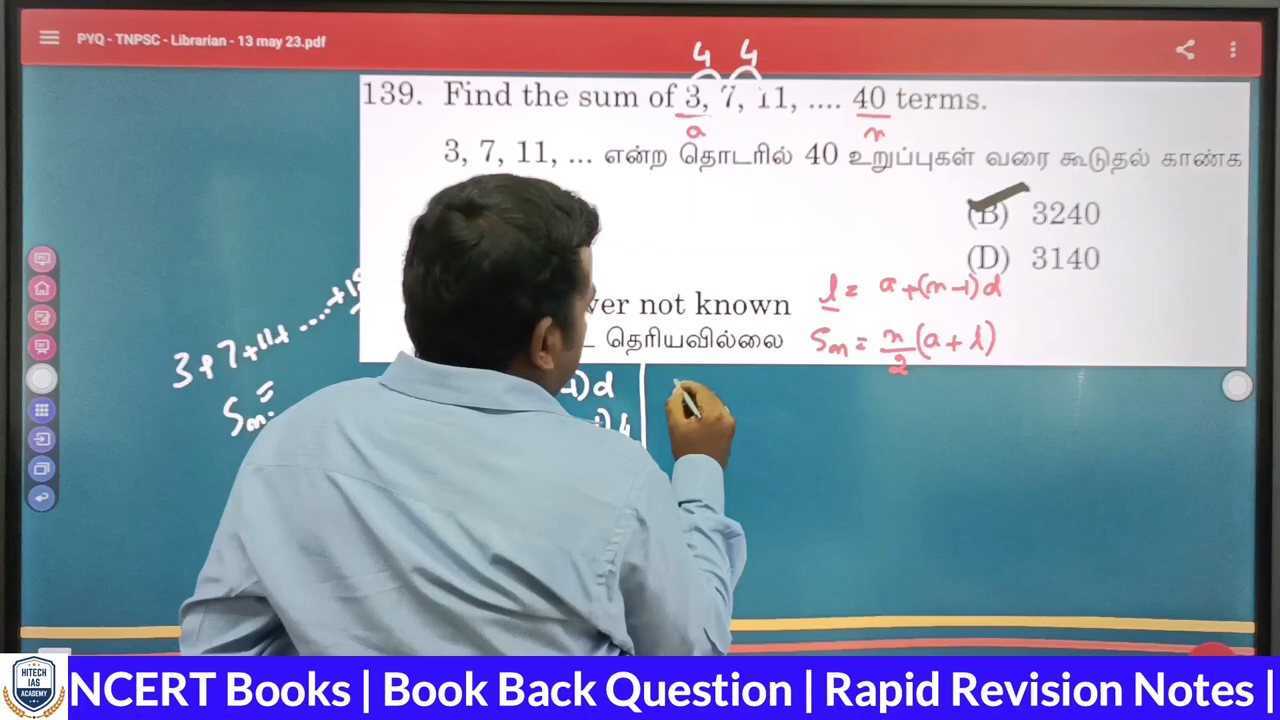 PYQ - TNPSC - Librarian - 13 may 23.pdf
4 4
139. Find the sum of 3, 7, 11, .... 40 terms.
a n
3, 7, 11, ... என்ற தொடரில் 40 உறுப்புகள் வரை கூடுதல் காண்க
(B) 3240
(D) 3140
l = a+(n-1)d
not known
தெரியவில்லை
Sn = n/2 (a+l)
3+7+11+ ....+
Sn =
)d
) 4
HITECH
IAS
ACADEMY
NCERT Books | Book Back Question | Rapid Revision Notes |